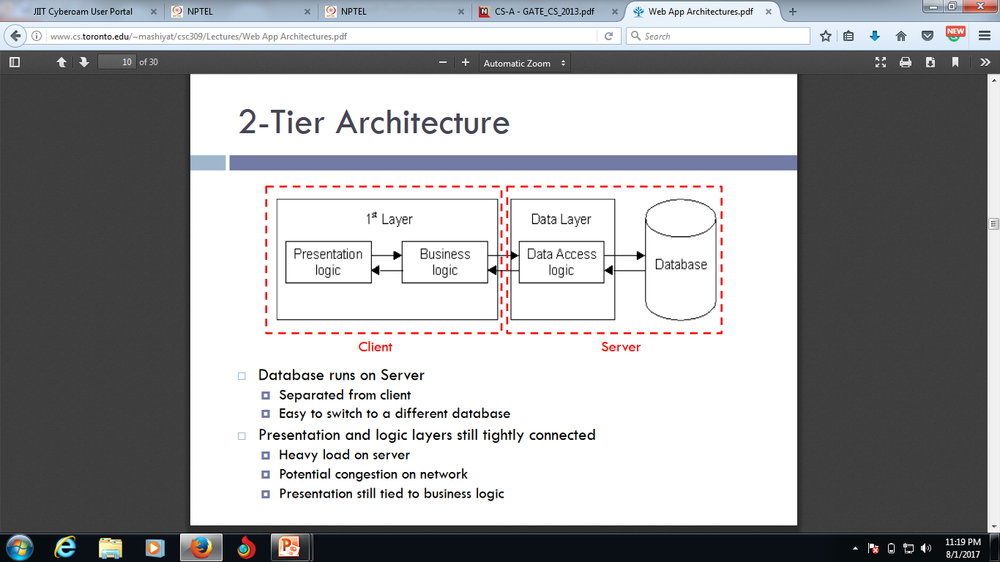 JIIT Cyberoam User Portal
NPTEL
NPTEL
CS-A - GATE_CS_2013.pdf
Web App Architectures.pdf
www.cs.toronto.edu/~mashiyat/csc309/Lectures/Web App Architectures.pdf
Search
NEW
10 of 30
Automatic Zoom
2-Tier Architecture
1st Layer
Data Layer
Presentation logic
Business logic
Data Access logic
Database
Client
Server
Database runs on Server
Separated from client
Easy to switch to a different database
Presentation and logic layers still tightly connected
Heavy load on server
Potential congestion on network
Presentation still tied to business logic
11:19 PM
8/1/2017